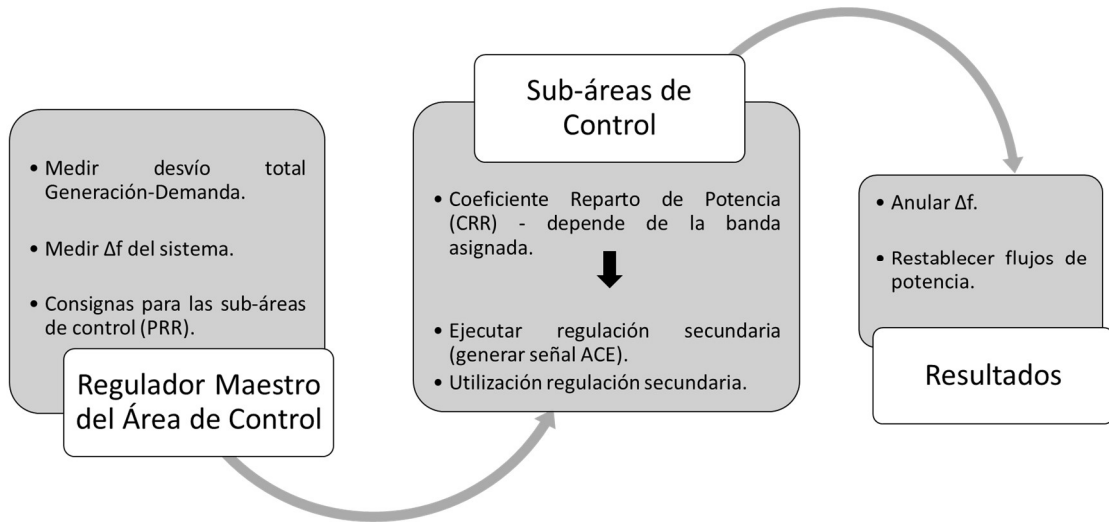 • Medir desvío total
Generación-Demanda.
• Medir Δf del sistema.
• Consignas para las sub-áreas
de control (PRR).
Regulador Maestro
del Área de Control
Sub-áreas de
Control
• Coeficiente Reparto de Potencia
(CRR) - depende de la banda
asignada.
• Ejecutar regulación secundaria
(generar señal ACE).
• Utilización regulación secundaria.
• Anular Δf.
• Restablecer flujos de
potencia.
Resultados